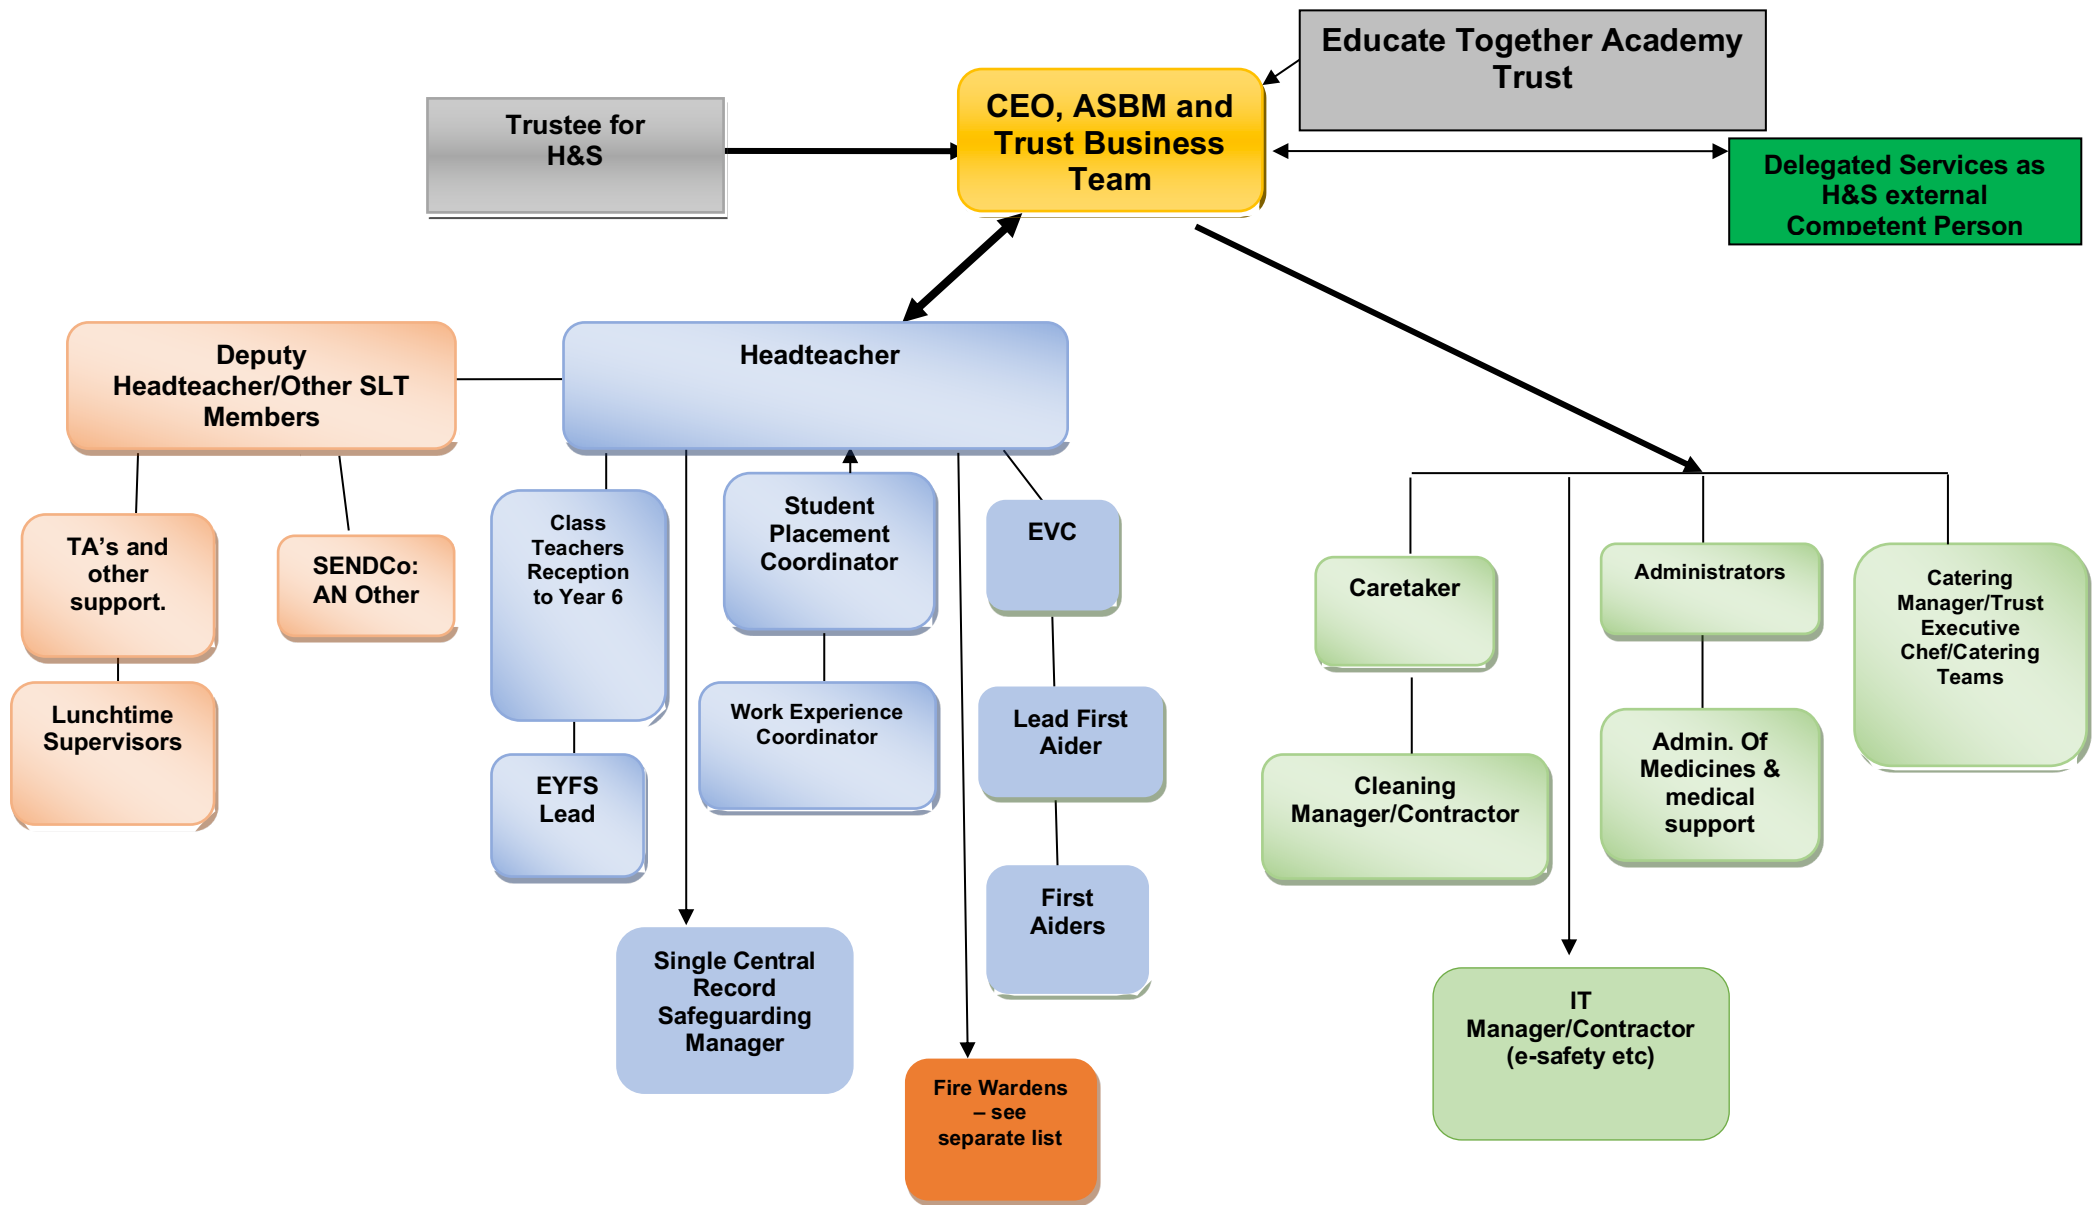 Educate Together Academy
Trust
CEO, ASBM and
Trust Business
Team
Trustee for
H&S
Delegated Services as
H&S external
Competent Person
Deputy
Headteacher/Other SLT
Members
Headteacher
TA’s and
other
support.
SENDCo:
AN Other
Class
Teachers
Reception
to Year 6
Student
Placement
Coordinator
EVC
Caretaker
Administrators
Catering
Manager/Trust
Executive
Chef/Catering
Teams
Lunchtime
Supervisors
EYFS
Lead
Work Experience
Coordinator
Lead First
Aider
Cleaning
Manager/Contractor
Admin. Of
Medicines &
medical
support
First
Aiders
Single Central
Record
Safeguarding
Manager
IT
Manager/Contractor
(e-safety etc)
Fire Wardens
– see
separate list